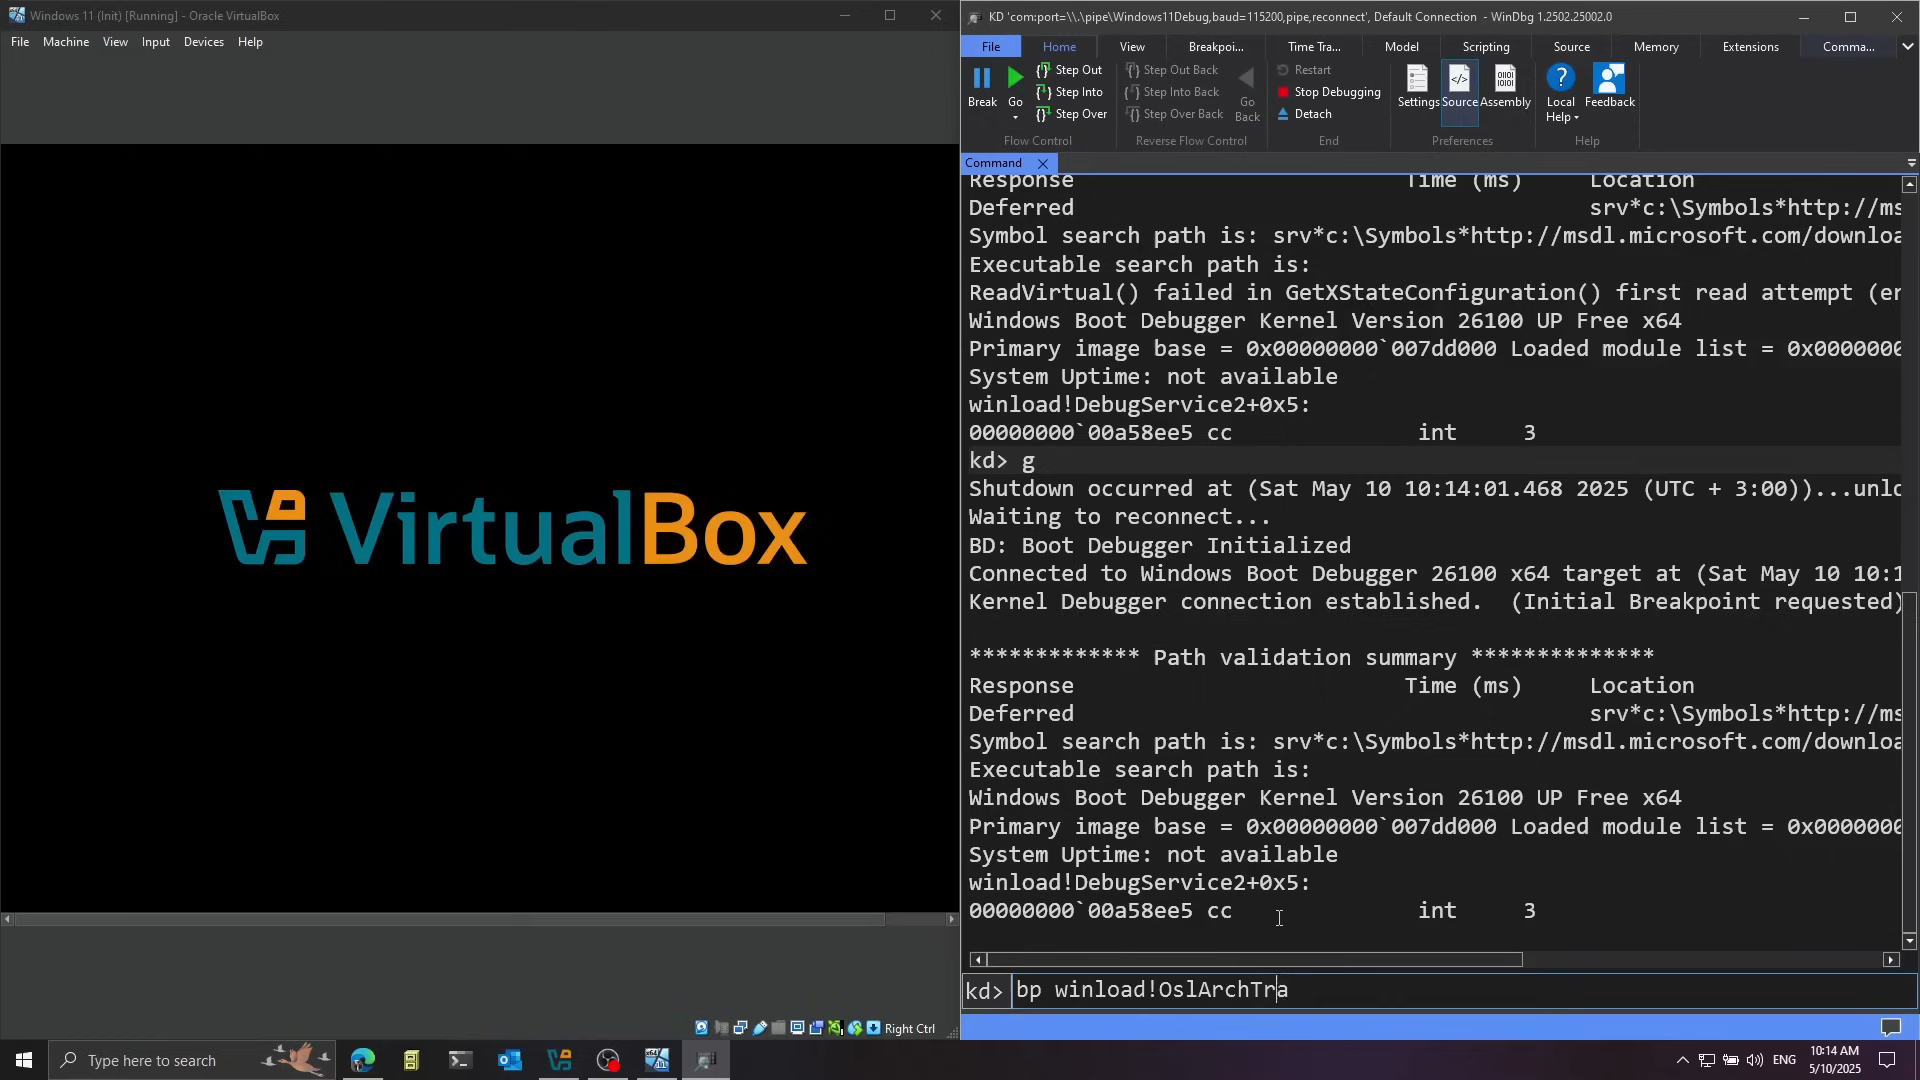 Windows 11 (Init) [Running] - Oracle VirtualBox
File Machine View Input Devices Help
VirtualBox
Right Ctrl
KD 'com:port=\\.\pipe\Windows11Debug,baud=115200,pipe,reconnect', Default Connection - WinDbg 1.2502.25002.0
File Home View Breakpoi... Time Tra... Model Scripting Source Memory Extensions Comma...
Break
Go
Step Out
Step Into
Step Over
Flow Control
Step Out Back
Step Into Back
Step Over Back
Go Back
Reverse Flow Control
Restart
Stop Debugging
Detach
End
Settings Source Assembly
Preferences
Local Help
Feedback
Help
Command
Response Time (ms) Location
Deferred srv*c:\Symbols*http://ms
Symbol search path is: srv*c:\Symbols*http://msdl.microsoft.com/downloa
Executable search path is:
ReadVirtual() failed in GetXStateConfiguration() first read attempt (er
Windows Boot Debugger Kernel Version 26100 UP Free x64
Primary image base = 0x00000000`007dd000 Loaded module list = 0x0000000
System Uptime: not available
winload!DebugService2+0x5:
00000000`00a58ee5 cc int 3
kd> g
Shutdown occurred at (Sat May 10 10:14:01.468 2025 (UTC + 3:00))...unlo
Waiting to reconnect...
BD: Boot Debugger Initialized
Connected to Windows Boot Debugger 26100 x64 target at (Sat May 10 10:1
Kernel Debugger connection established. (Initial Breakpoint requested)
************* Path validation summary **************
Response Time (ms) Location
Deferred srv*c:\Symbols*http://ms
Symbol search path is: srv*c:\Symbols*http://msdl.microsoft.com/downloa
Executable search path is:
Windows Boot Debugger Kernel Version 26100 UP Free x64
Primary image base = 0x00000000`007dd000 Loaded module list = 0x0000000
System Uptime: not available
winload!DebugService2+0x5:
00000000`00a58ee5 cc int 3
kd> bp winload!OslArchTra
Type here to search
ENG
10:14 AM
5/10/2025